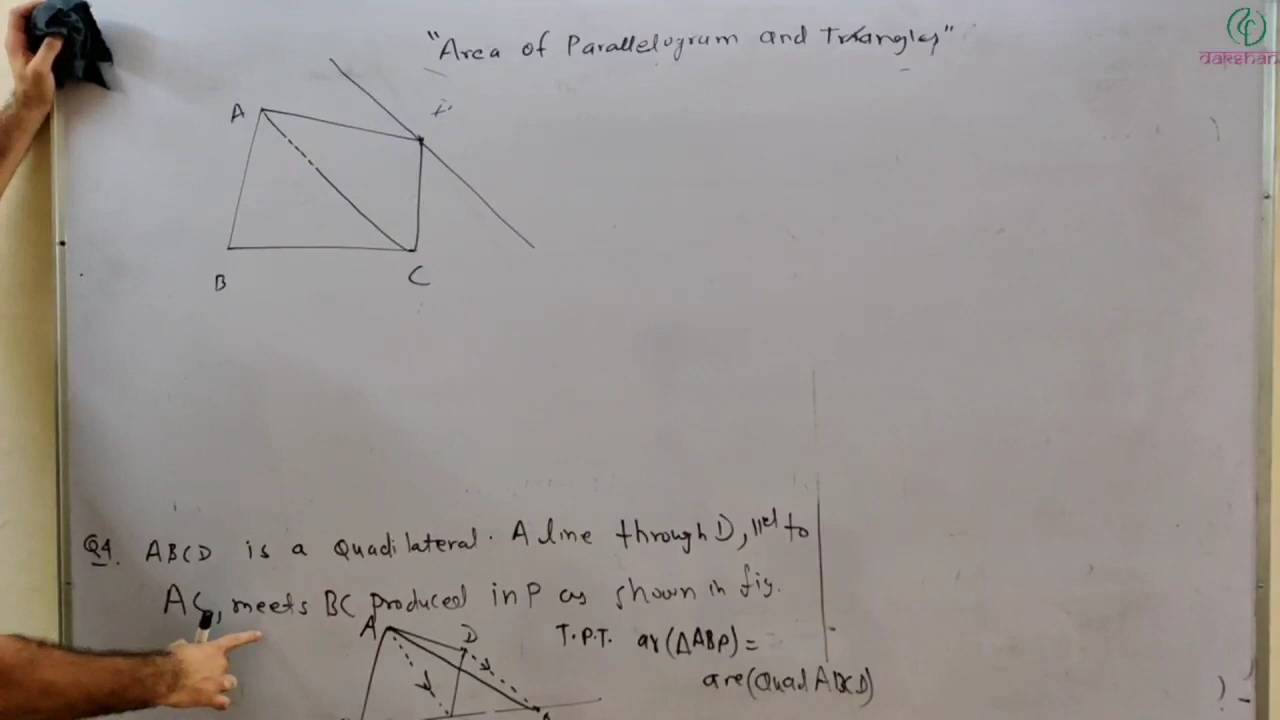 "Area of Parallelogram and Triangles"
dakshan
A
B
C
Q4. ABCD is a Quadilateral. A line through D, ||el to
AC, meets BC produced in P as shown in fig.
A
D
T.P.T. ar(ΔABP) =
are(Quad ABCD)